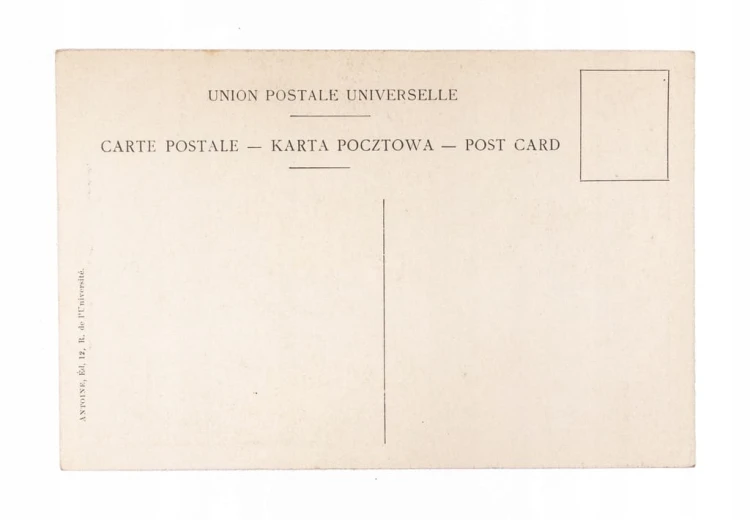 UNION POSTALE UNIVERSELLE
CARTE POSTALE — KARTA POCZTOWA — POST CARD
ANTOINE, Éd. 12, R. de l'Université.